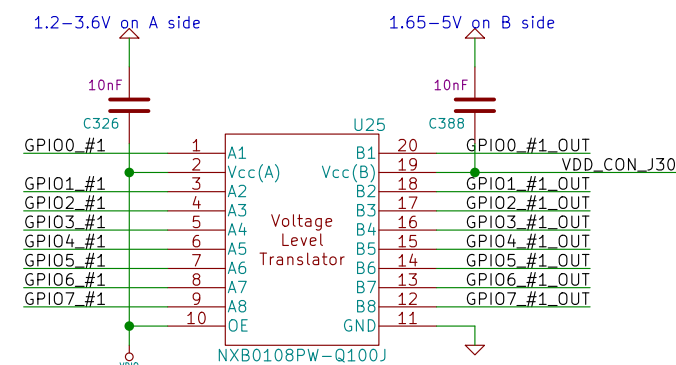 1.2-3.6V on A side
1.65-5V on B side
10nF
10nF
C326
C388
U25
GPIO0_#1 1 A1 B1 20 GPIO0_#1_OUT
2 Vcc(A) Vcc(B) 19 VDD_CON_J30
GPIO1_#1 3 A2 B2 18 GPIO1_#1_OUT
GPIO2_#1 4 A3 B3 17 GPIO2_#1_OUT
GPIO3_#1 5 A4 B4 16 GPIO3_#1_OUT
GPIO4_#1 6 A5 B5 15 GPIO4_#1_OUT
GPIO5_#1 7 A6 B6 14 GPIO5_#1_OUT
GPIO6_#1 8 A7 B7 13 GPIO6_#1_OUT
GPIO7_#1 9 A8 B8 12 GPIO7_#1_OUT
10 OE GND 11
Voltage
Level
Translator
NXB0108PW-Q100J